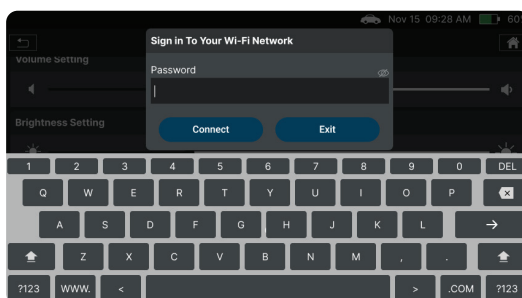 Nov 15 09:28 AM 60
Sign in To Your Wi-Fi Network
Volume Setting
Password
Brightness Setting
Connect Exit
1 2 3 4 5 6 7 8 9 0 DEL
Q W E R T Y U I O P
A S D F G H J K L
Z X C V B N M , .
?123 WWW. < > .COM ?123